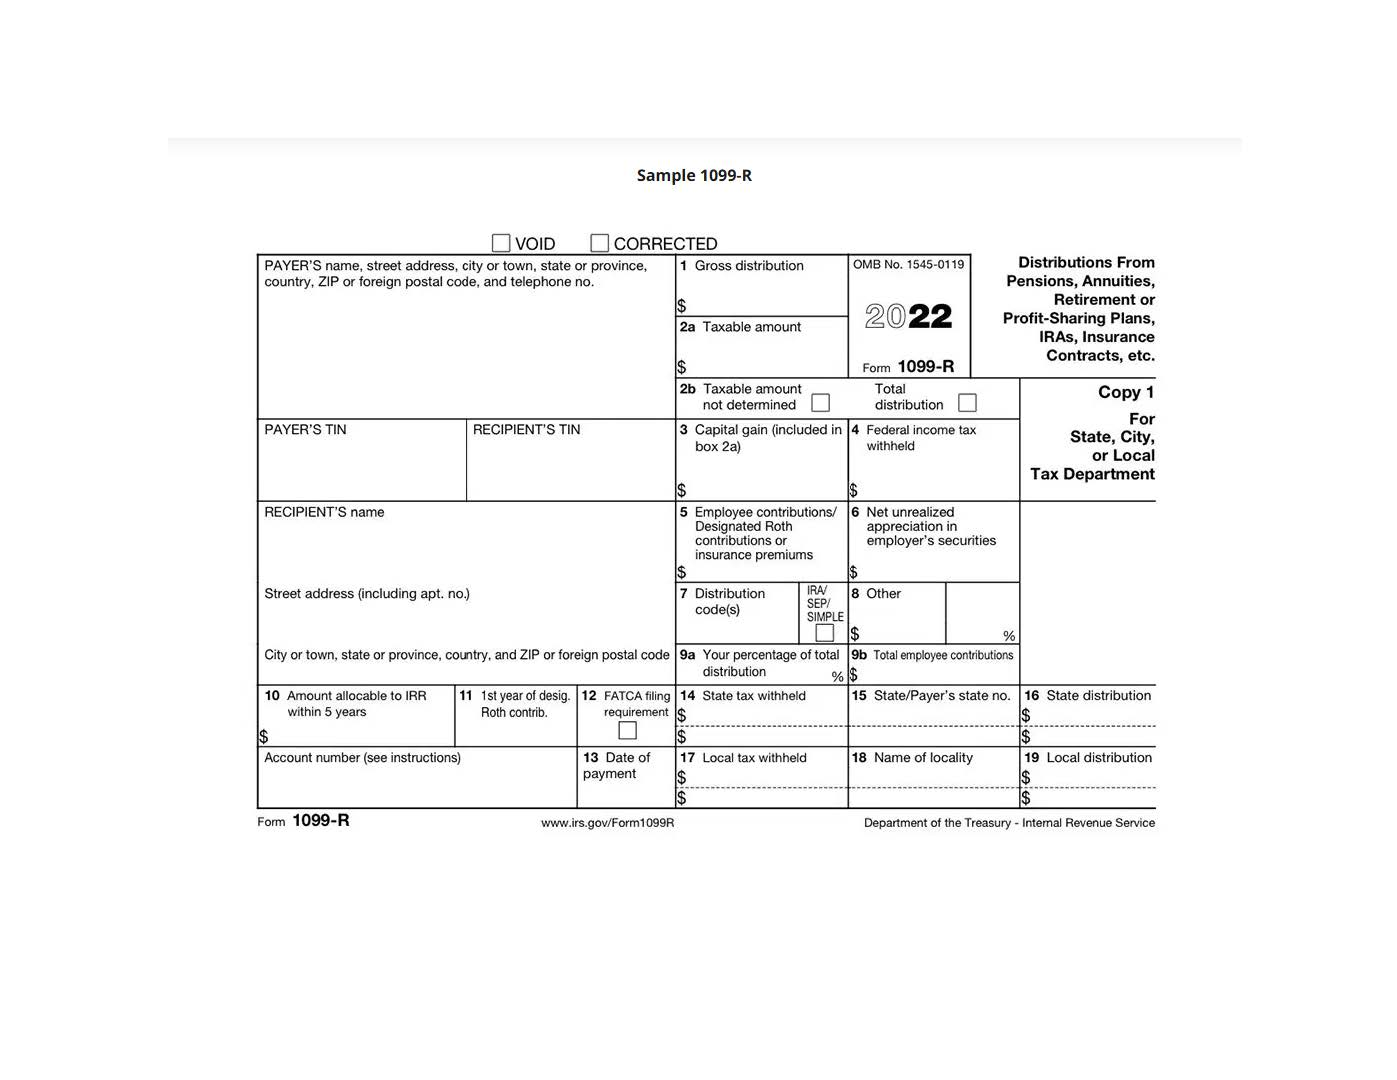 Sample 1099-R
VOID
CORRECTED
PAYER'S name, street address, city or town, state or province,
country, ZIP or foreign postal code, and telephone no.
1 Gross distribution
$
2a Taxable amount
$
OMB No. 1545-0119
2022
Form 1099-R
Distributions From
Pensions, Annuities,
Retirement or
Profit-Sharing Plans,
IRAs, Insurance
Contracts, etc.
2b Taxable amount
not determined
Total
distribution
Copy 1
For
State, City,
or Local
Tax Department
PAYER'S TIN
RECIPIENT'S TIN
3 Capital gain (included in
box 2a)
$
4 Federal income tax
withheld
$
RECIPIENT'S name
5 Employee contributions/
Designated Roth
contributions or
insurance premiums
$
6 Net unrealized
appreciation in
employer's securities
$
Street address (including apt. no.)
7 Distribution
code(s)
IRA/
SEP/
SIMPLE
8 Other
$
%
City or town, state or province, country, and ZIP or foreign postal code
9a Your percentage of total
distribution
%
9b Total employee contributions
$
10 Amount allocable to IRR
within 5 years
$
11 1st year of desig.
Roth contrib.
12 FATCA filing
requirement
14 State tax withheld
$
$
15 State/Payer's state no.
16 State distribution
$
$
Account number (see instructions)
13 Date of
payment
17 Local tax withheld
$
$
18 Name of locality
19 Local distribution
$
$
Form 1099-R
www.irs.gov/Form1099R
Department of the Treasury - Internal Revenue Service